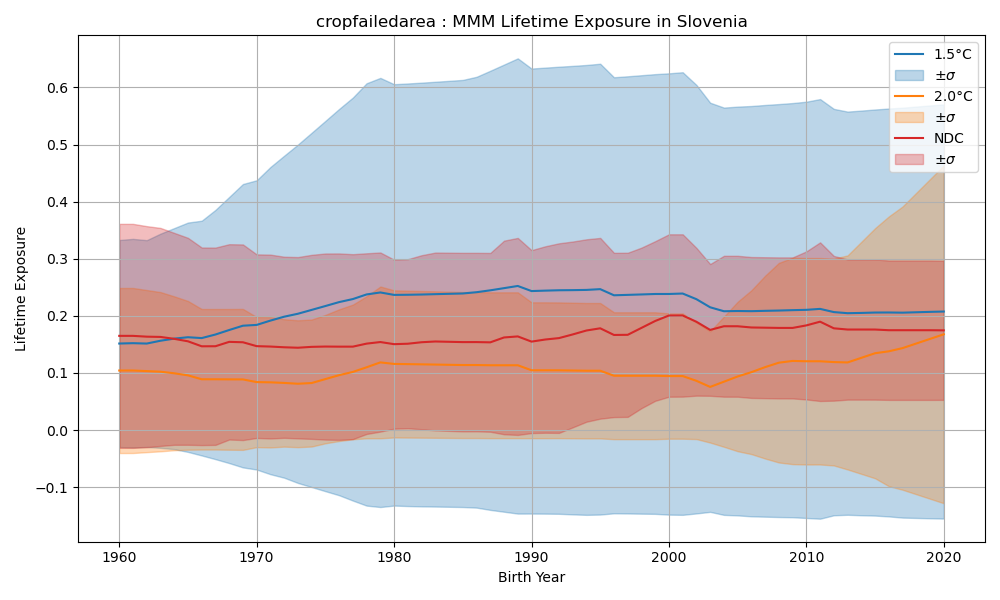 cropfailedarea : MMM Lifetime Exposure in Slovenia
1.5°C
±σ
2.0°C
±σ
NDC
±σ
Lifetime Exposure
0.6
0.5
0.4
0.3
0.2
0.1
0.0
−0.1
1960 1970 1980 1990 2000 2010 2020
Birth Year